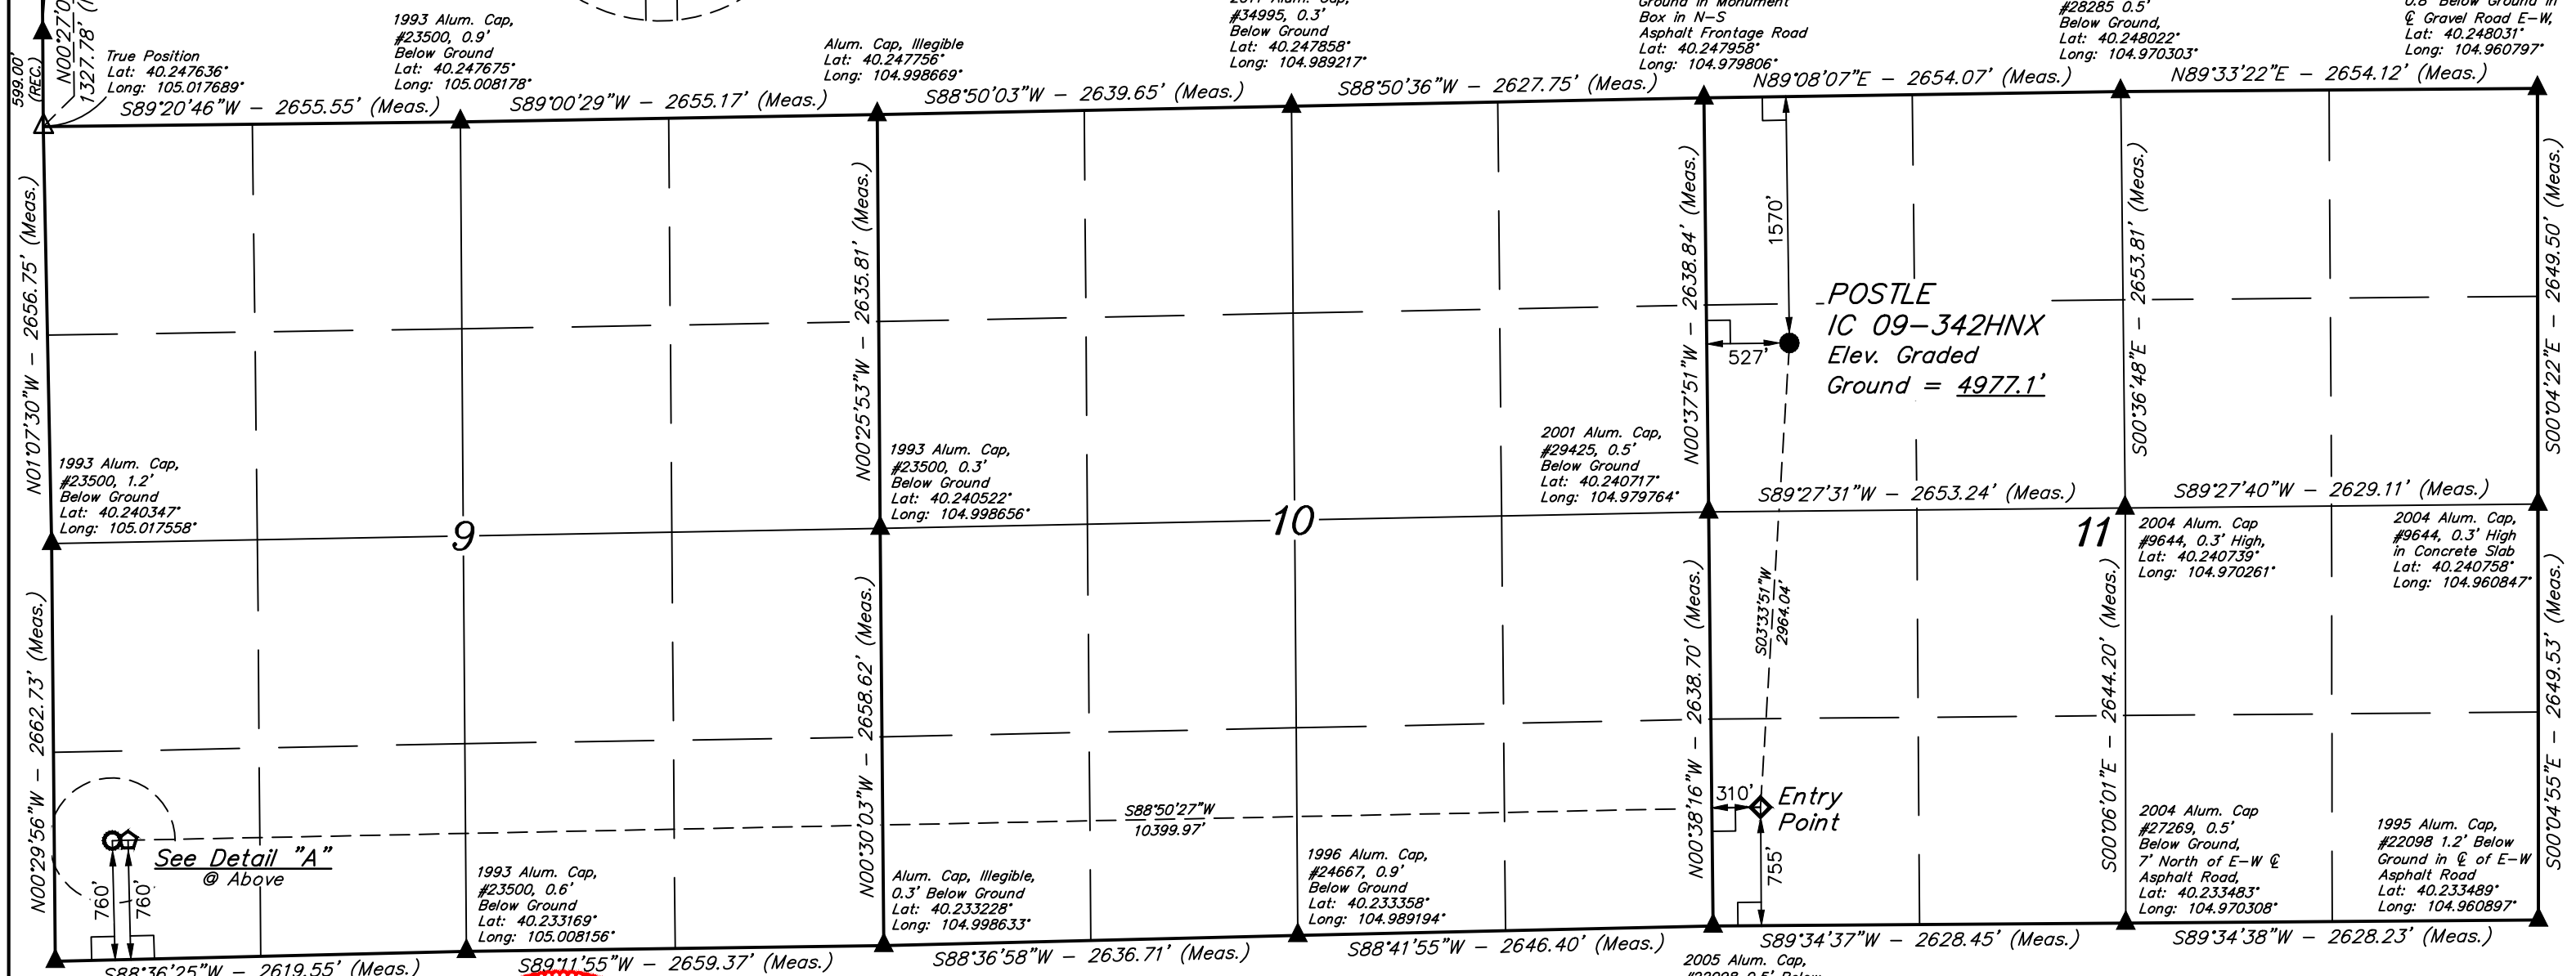 1993 Alum. Cap,
#23500, 0.9'
Below Ground
Lat: 40.247675°
Long: 105.008178°
#34995, 0.3'
Below Ground
Lat: 40.247858°
Long: 104.989217°
Box in N-S
Asphalt Frontage Road
Lat: 40.247958°
Long: 104.979806°
#28285 0.5'
Below Ground,
Lat: 40.248022°
Long: 104.970303°
℄ Gravel Road E-W,
Lat: 40.248031°
Long: 104.960797°
599.00'
(REC.)
N00°27'0
1327.78'
True Position
Lat: 40.247636°
Long: 105.017689°
Alum. Cap, Illegible
Lat: 40.247756°
Long: 104.998669°
S89°20'46"W - 2655.55' (Meas.)
S89°00'29"W - 2655.17' (Meas.)
S88°50'03"W - 2639.65' (Meas.)
S88°50'36"W - 2627.75' (Meas.)
N89°08'07"E - 2654.07' (Meas.)
N89°33'22"E - 2654.12' (Meas.)
N01°07'30"W - 2656.75' (Meas.)
N00°25'53"W - 2635.81' (Meas.)
N00°37'51"W - 2638.84' (Meas.)
1570'
S00°36'48"E - 2653.81' (Meas.)
S00°04'22"E - 2649.50' (Meas.)
POSTLE
IC 09-342HNX
Elev. Graded
Ground = 4977.1'
527'
1993 Alum. Cap,
#23500, 1.2'
Below Ground
Lat: 40.240347°
Long: 105.017558°
1993 Alum. Cap,
#23500, 0.3'
Below Ground
Lat: 40.240522°
Long: 104.998656°
2001 Alum. Cap,
#29425, 0.5'
Below Ground
Lat: 40.240717°
Long: 104.979764°
S89°27'31"W - 2653.24' (Meas.)
S89°27'40"W - 2629.11' (Meas.)
9
10
11
2004 Alum. Cap
#9644, 0.3' High,
Lat: 40.240739°
Long: 104.970261°
2004 Alum. Cap,
#9644, 0.3' High
in Concrete Slab
Lat: 40.240758°
Long: 104.960847°
N00°29'56"W - 2662.73' (Meas.)
N00°30'03"W - 2658.62' (Meas.)
N00°38'16"W - 2638.70' (Meas.)
S03°33'51"W
2964.04'
S00°06'01"E - 2644.20' (Meas.)
S00°04'55"E - 2649.53' (Meas.)
S88°50'27"W
10399.97'
310'
Entry
Point
755'
See Detail "A"
@ Above
760'
760'
1993 Alum. Cap,
#23500, 0.6'
Below Ground
Lat: 40.233169°
Long: 105.008156°
Alum. Cap, Illegible,
0.3' Below Ground
Lat: 40.233228°
Long: 104.998633°
1996 Alum. Cap,
#24667, 0.9'
Below Ground
Lat: 40.233358°
Long: 104.989194°
2004 Alum. Cap
#27269, 0.5'
Below Ground,
7' North of E-W ℄
Asphalt Road,
Lat: 40.233483°
Long: 104.970308°
1995 Alum. Cap,
#22098 1.2' Below
Ground in ℄ of E-W
Asphalt Road
Lat: 40.233489°
Long: 104.960897°
S88°36'25"W - 2619.55' (Meas.)
S89°11'55"W - 2659.37' (Meas.)
S88°36'58"W - 2636.71' (Meas.)
S88°41'55"W - 2646.40' (Meas.)
S89°34'37"W - 2628.45' (Meas.)
S89°34'38"W - 2628.23' (Meas.)
2005 Alum. Cap,